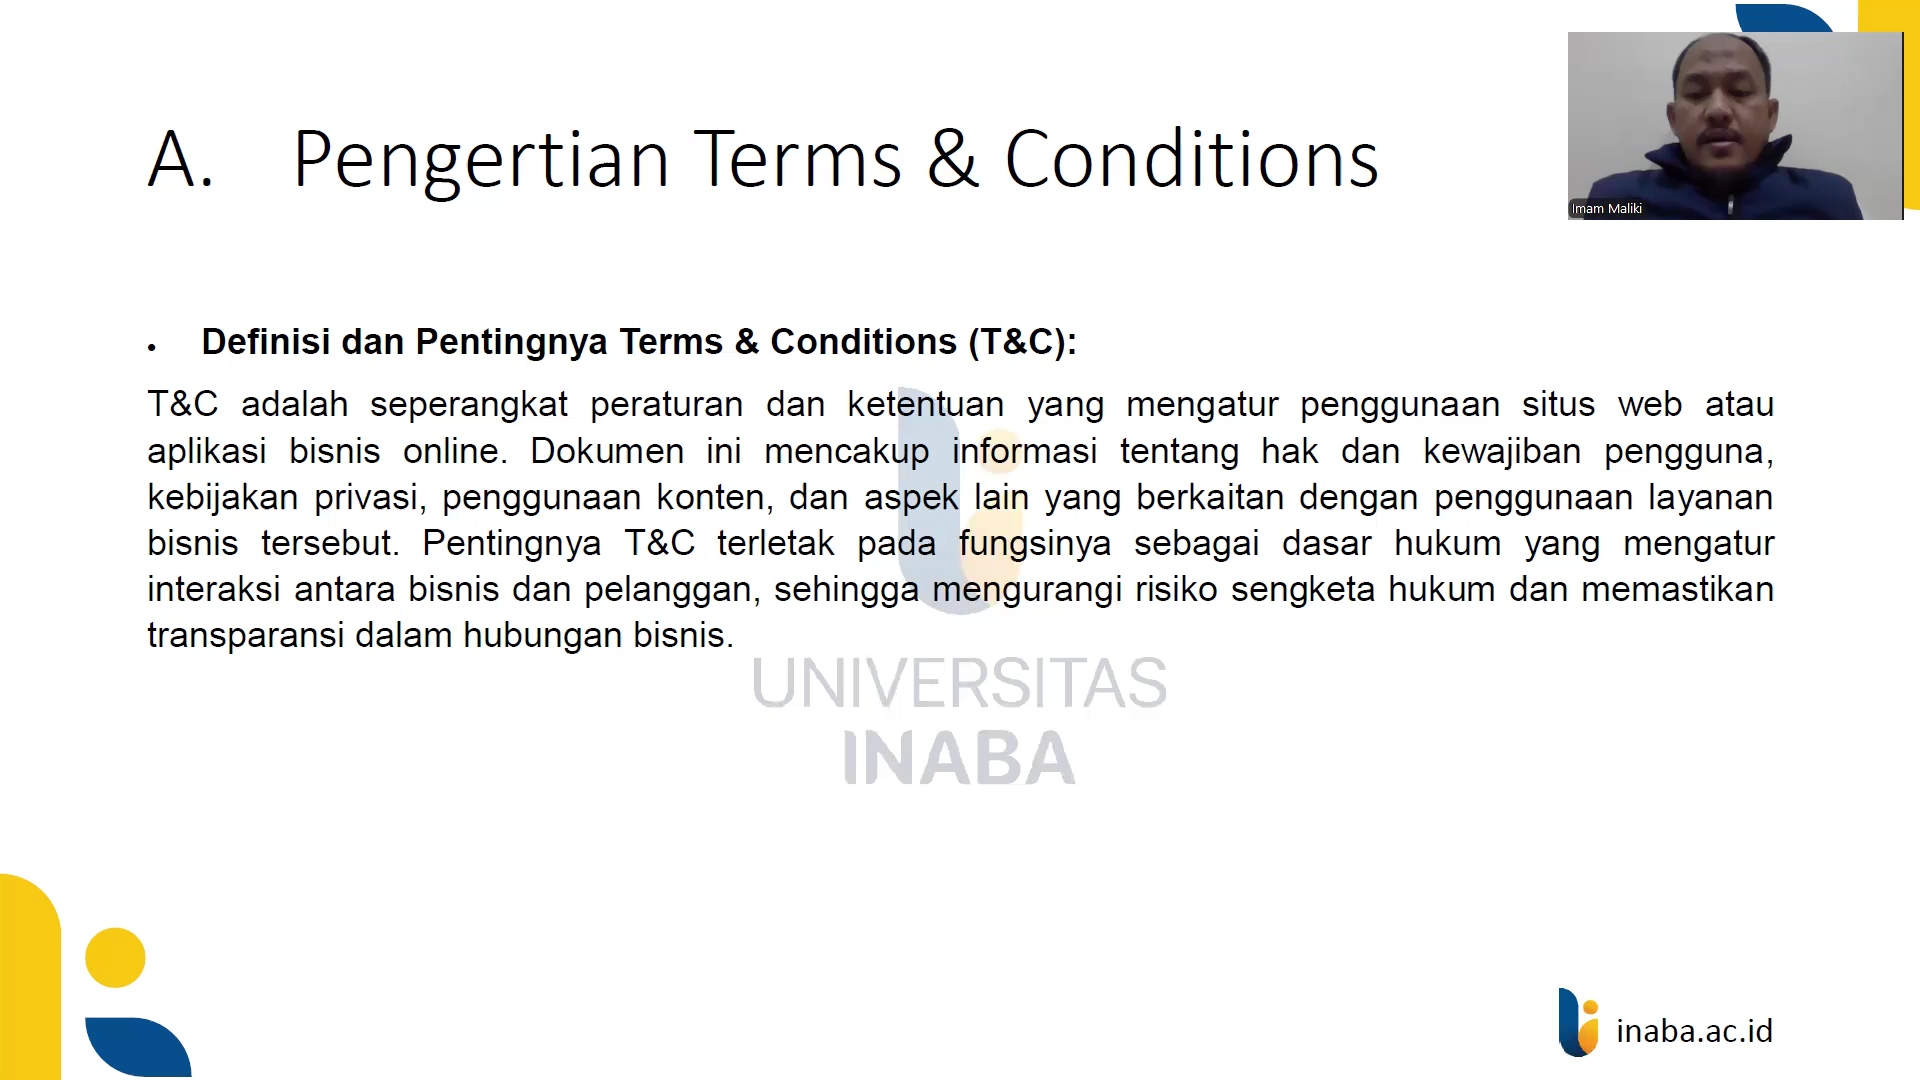 A. Pengertian Terms & Conditions
Imam Maliki
• Definisi dan Pentingnya Terms & Conditions (T&C):
T&C adalah seperangkat peraturan dan ketentuan yang mengatur penggunaan situs web atau
aplikasi bisnis online. Dokumen ini mencakup informasi tentang hak dan kewajiban pengguna,
kebijakan privasi, penggunaan konten, dan aspek lain yang berkaitan dengan penggunaan layanan
bisnis tersebut. Pentingnya T&C terletak pada fungsinya sebagai dasar hukum yang mengatur
interaksi antara bisnis dan pelanggan, sehingga mengurangi risiko sengketa hukum dan memastikan
transparansi dalam hubungan bisnis.
UNIVERSITAS
INABA
inaba.ac.id